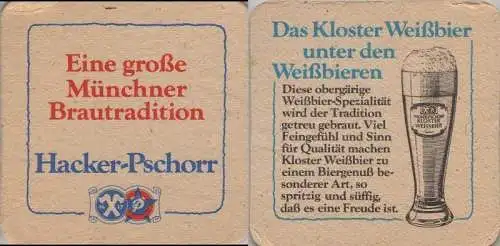 Eine große
Münchner
Brautradition
Hacker-Pschorr
Das Kloster Weißbier
unter den
Weißbieren
Diese obergärige
Weißbier-Spezialität
wird der Tradition
getreu gebraut. Viel
Feingefühl und Sinn
für Qualität machen
Kloster Weißbier zu
einem Biergenuß be-
sonderer Art, so
spritzig und süffig,
daß es eine Freude ist.
KLOSTER
WEISSBIER